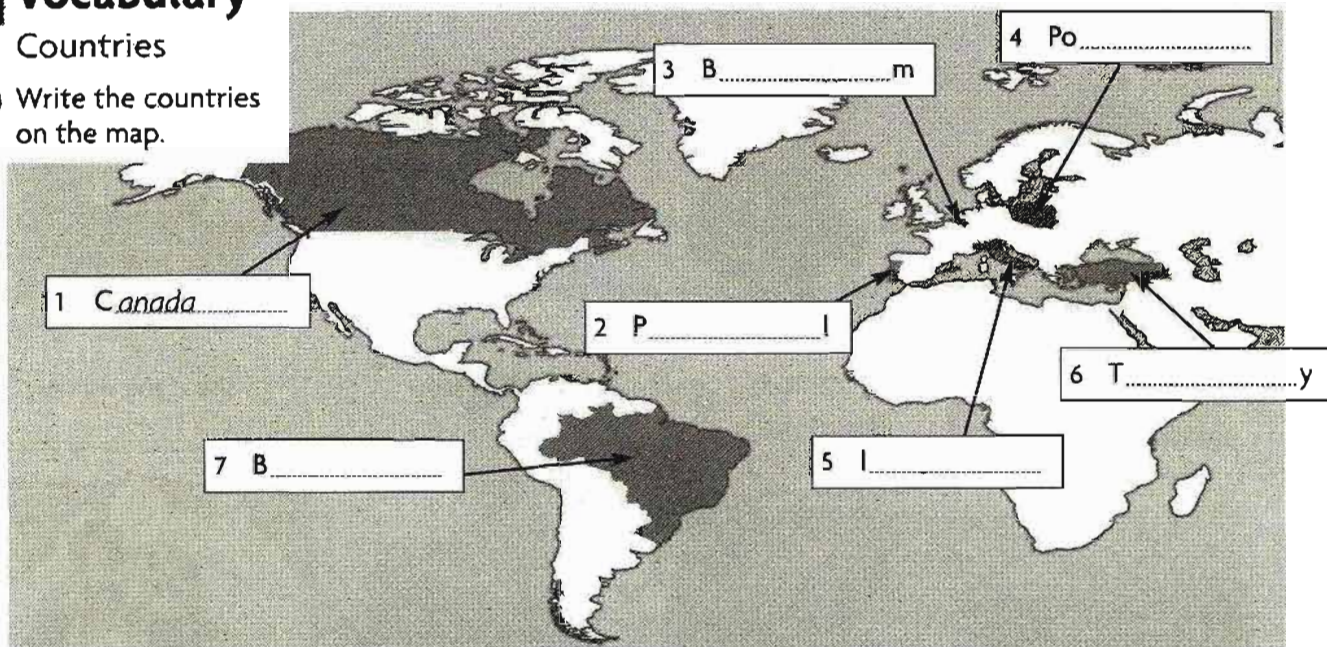 Vocabulary
Countries
Write the countries
on the map.
1 Canada
2 P....................l
3 B....................m
4 Po....................
5 I....................
6 T....................y
7 B....................